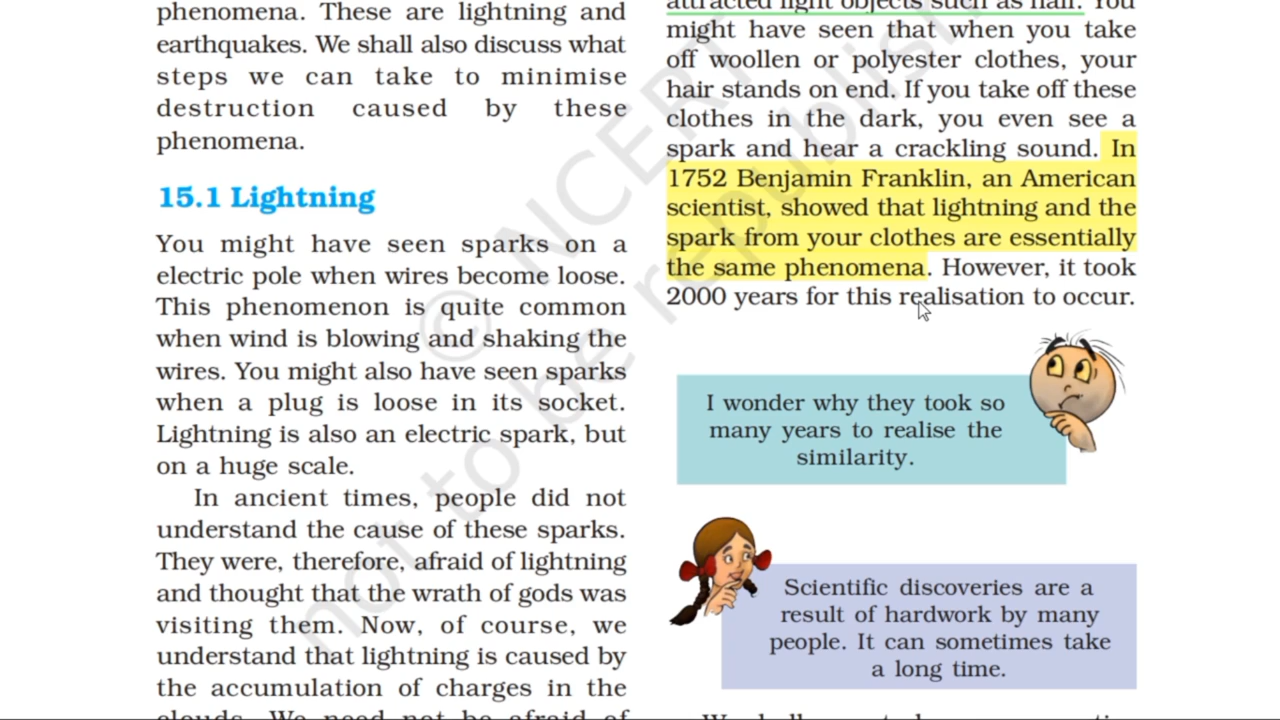 phenomena. These are lightning and
earthquakes. We shall also discuss what
steps we can take to minimise
destruction caused by these
phenomena.
15.1 Lightning
You might have seen sparks on a
electric pole when wires become loose.
This phenomenon is quite common
when wind is blowing and shaking the
wires. You might also have seen sparks
when a plug is loose in its socket.
Lightning is also an electric spark, but
on a huge scale.
In ancient times, people did not
understand the cause of these sparks.
They were, therefore, afraid of lightning
and thought that the wrath of gods was
visiting them. Now, of course, we
understand that lightning is caused by
the accumulation of charges in the
clouds. We need not be afraid of
attracted light objects such as hair. You
might have seen that when you take
off woollen or polyester clothes, your
hair stands on end. If you take off these
clothes in the dark, you even see a
spark and hear a crackling sound. In
1752 Benjamin Franklin, an American
scientist, showed that lightning and the
spark from your clothes are essentially
the same phenomena. However, it took
2000 years for this realisation to occur.
I wonder why they took so
many years to realise the
similarity.
Scientific discoveries are a
result of hardwork by many
people. It can sometimes take
a long time.
© NCERT
not to be republish